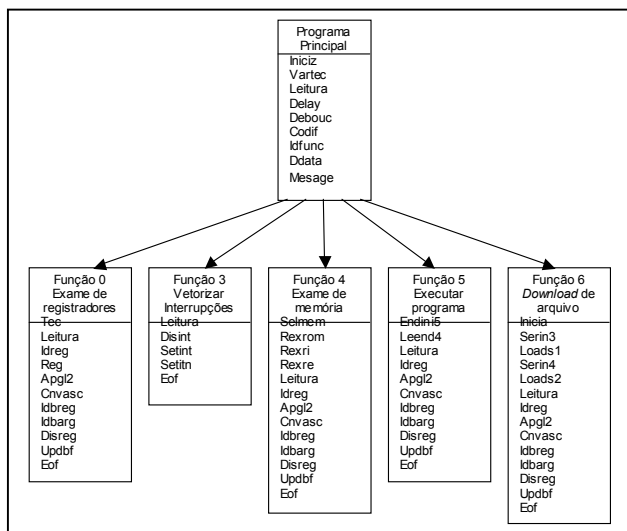 Programa
Principal
Iniciz
Vartec
Leitura
Delay
Debouc
Codif
Idfunc
Ddata
Mesage
Função 0
Exame de
registradores
Tec
Leitura
Idreg
Reg
Apgl2
Cnvasc
Idbreg
Idbarg
Disreg
Updbf
Eof
Função 3
Vetorizar
Interrupções
Leitura
Disint
Setint
Setitn
Eof
Função 4
Exame de
memória
Selmem
Rexrom
Rexri
Rexre
Leitura
Idreg
Apgl2
Cnvasc
Idbreg
Idbarg
Disreg
Updbf
Eof
Função 5
Executar
programa
Endini5
Leend4
Leitura
Idreg
Apgl2
Cnvasc
Idbreg
Idbarg
Disreg
Updbf
Eof
Função 6
Download de
arquivo
Inicia
Serin3
Loads1
Serin4
Loads2
Leitura
Idreg
Apgl2
Cnvasc
Idbreg
Idbarg
Disreg
Updbf
Eof